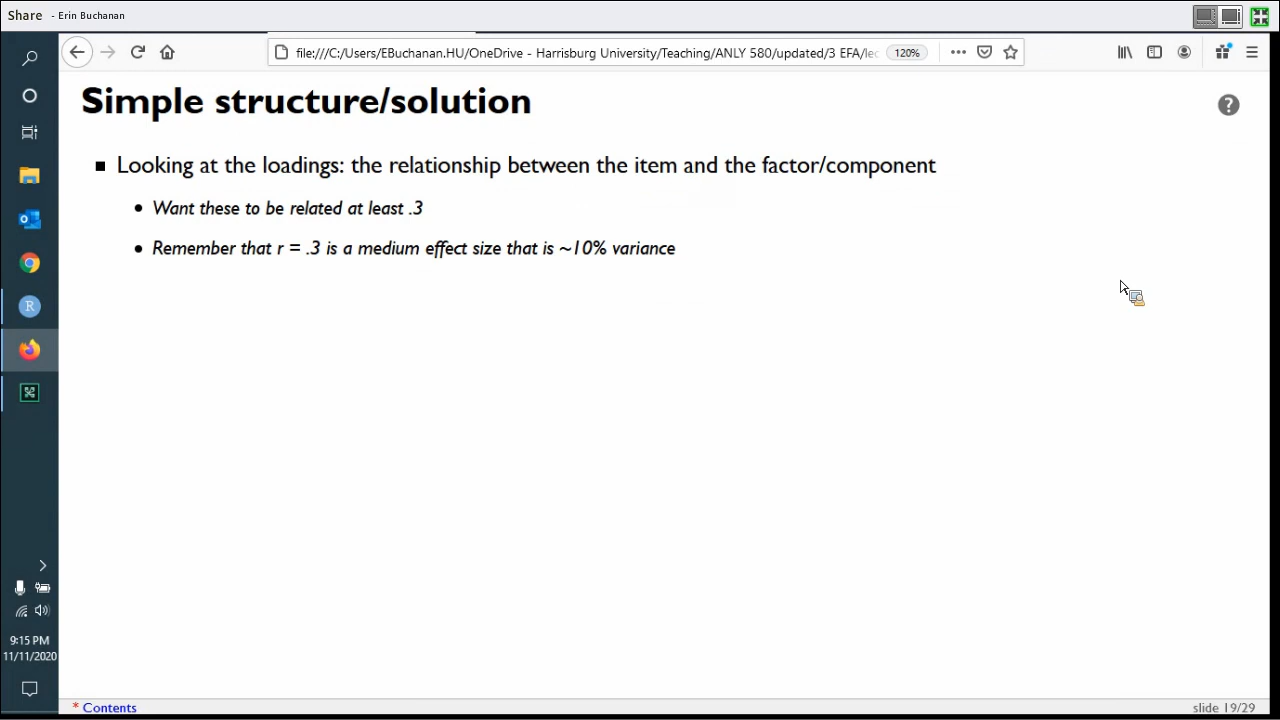 Share - Erin Buchanan
file:///C:/Users/EBuchanan.HU/OneDrive - Harrisburg University/Teaching/ANLY 580/updated/3 EFA/lec
120%
Simple structure/solution
?
■ Looking at the loadings: the relationship between the item and the factor/component
• Want these to be related at least .3
• Remember that r = .3 is a medium effect size that is ~10% variance
R
9:15 PM
11/11/2020
* Contents
slide 19/29